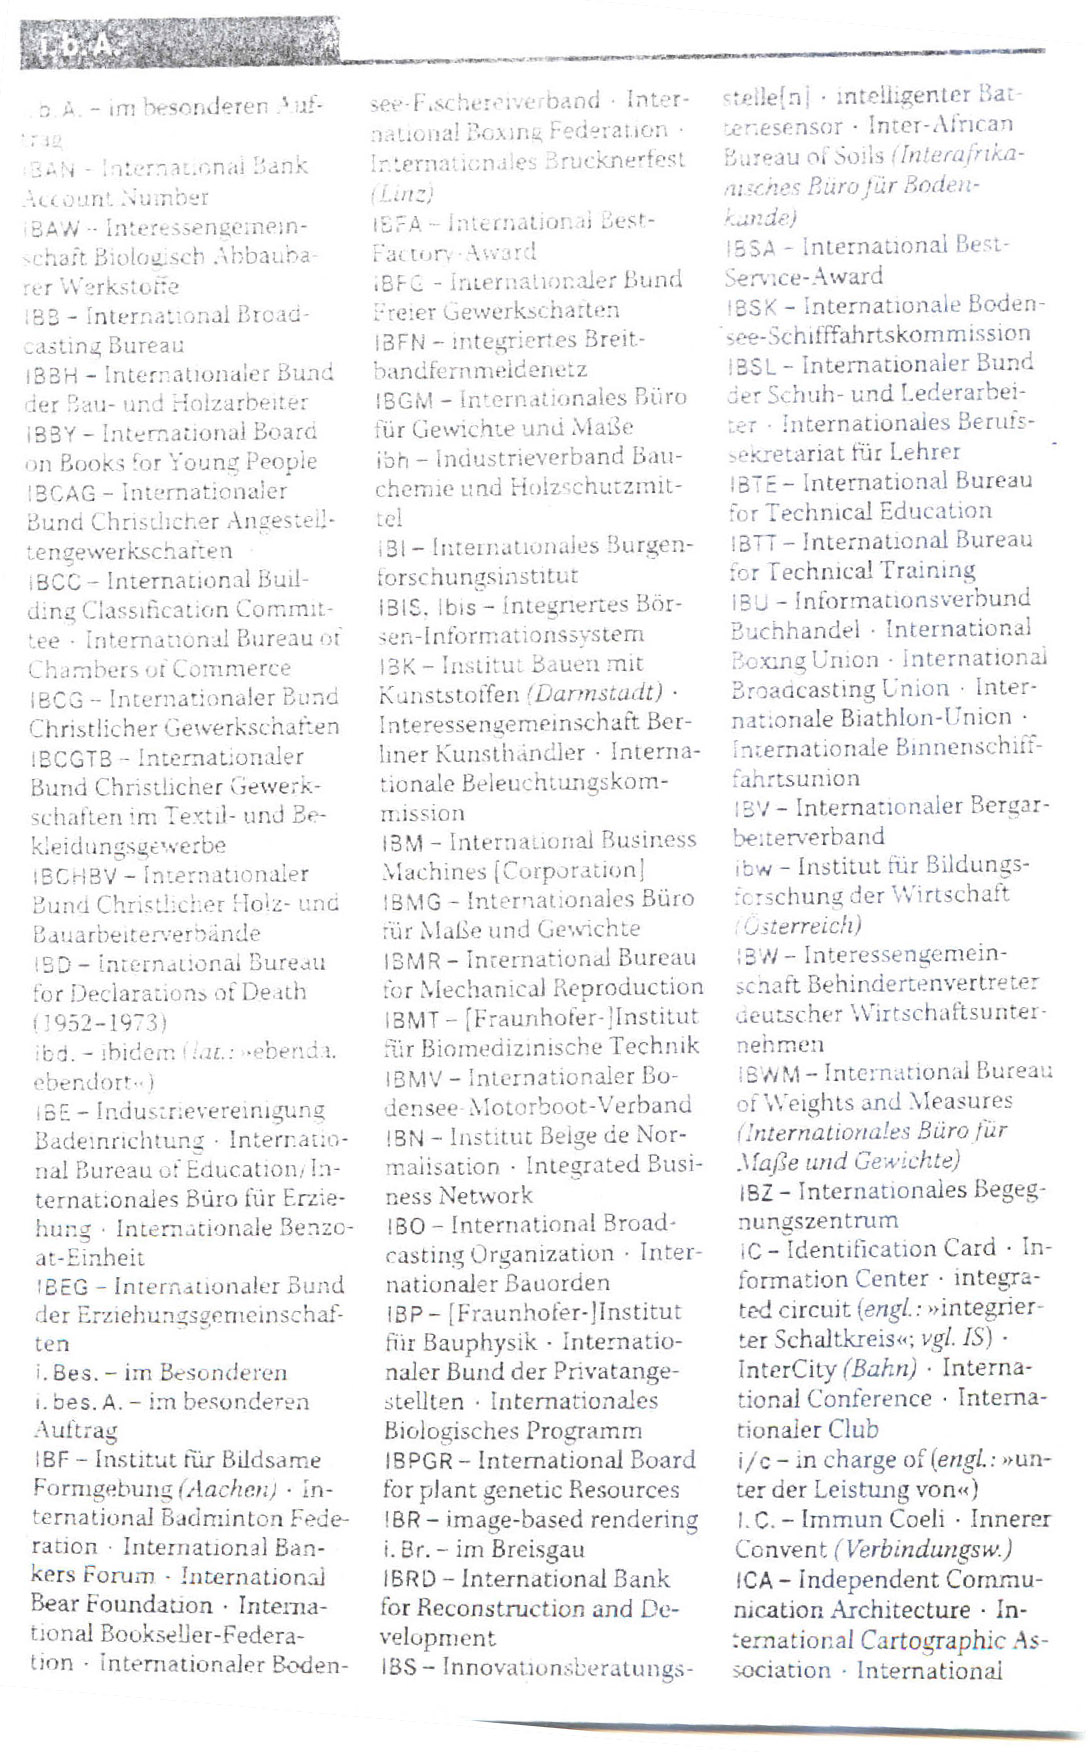 i.b.A.
i. b. A. – im besonderen Auf-
trag
IBAN – International Bank
Account Number
IBAW – Interessengemein-
schaft Biologisch Abbauba-
rer Werkstoffe
IBB – International Broad-
casting Bureau
IBBH – Internationaler Bund
der Bau- und Holzarbeiter
IBBY – International Board
on Books for Young People
IBCAG – Internationaler
Bund Christlicher Angestell-
tengewerkschaften
IBCC – International Buil-
ding Classification Commit-
tee · International Bureau of
Chambers of Commerce
IBCG – Internationaler Bund
Christlicher Gewerkschaften
IBCGTB – Internationaler
Bund Christlicher Gewerk-
schaften im Textil- und Be-
kleidungsgewerbe
IBCHBV – Internationaler
Bund Christlicher Holz- und
Bauarbeiterverbände
IBD – International Bureau
for Declarations of Death
(1952–1973)
ibd. – ibidem (lat.: »ebenda,
ebendort«)
IBE – Industrievereinigung
Badeinrichtung · Internatio-
nal Bureau of Education/In-
ternationales Büro für Erzie-
hung · Internationale Benzo-
at-Einheit
IBEG – Internationaler Bund
der Erziehungsgemeinschaf-
ten
i. Bes. – im Besonderen
i. bes. A. – im besonderen
Auftrag
IBF – Institut für Bildsame
Formgebung (Aachen) · In-
ternational Badminton Fede-
ration · International Ban-
kers Forum · International
Bear Foundation · Interna-
tional Bookseller-Federa-
tion · Internationaler Boden-
see-Fischereiverband · Inter-
national Boxing Federation ·
Internationales Brucknerfest
(Linz)
IBFA – International Best-
Factory-Award
IBFG – Internationaler Bund
Freier Gewerkschaften
IBFN – integriertes Breit-
bandfernmeldenetz
IBGM – Internationales Büro
für Gewichte und Maße
ibh – Industrieverband Bau-
chemie und Holzschutzmit-
tel
IBI – Internationales Burgen-
forschungsinstitut
IBIS, Ibis – Integriertes Bör-
sen-Informationssystem
IBK – Institut Bauen mit
Kunststoffen (Darmstadt) ·
Interessengemeinschaft Ber-
liner Kunsthändler · Interna-
tionale Beleuchtungskom-
mission
IBM – International Business
Machines [Corporation]
IBMG – Internationales Büro
für Maße und Gewichte
IBMR – International Bureau
for Mechanical Reproduction
IBMT – [Fraunhofer-]Institut
für Biomedizinische Technik
IBMV – Internationaler Bo-
densee-Motorboot-Verband
IBN – Institut Belge de Nor-
malisation · Integrated Busi-
ness Network
IBO – International Broad-
casting Organization · Inter-
nationaler Bauorden
IBP – [Fraunhofer-]Institut
für Bauphysik · Internatio-
naler Bund der Privatange-
stellten · Internationales
Biologisches Programm
IBPGR – International Board
for plant genetic Resources
IBR – image-based rendering
i. Br. – im Breisgau
IBRD – International Bank
for Reconstruction and De-
velopment
IBS – Innovationsberatungs-
stelle[n] · intelligenter Bat-
teriesensor · Inter-African
Bureau of Soils (Interafrika-
nisches Büro für Boden-
kunde)
IBSA – International Best-
Service-Award
IBSK – Internationale Boden-
see-Schifffahrtskommission
IBSL – Internationaler Bund
der Schuh- und Lederarbei-
ter · Internationales Berufs-
sekretariat für Lehrer
IBTE – International Bureau
for Technical Education
IBTT – International Bureau
for Technical Training
IBU – Informationsverbund
Buchhandel · International
Boxing Union · International
Broadcasting Union · Inter-
nationale Biathlon-Union ·
Internationale Binnenschiff-
fahrtsunion
IBV – Internationaler Bergar-
beiterverband
ibw – Institut für Bildungs-
forschung der Wirtschaft
(Österreich)
IBW – Interessengemein-
schaft Behindertenvertreter
deutscher Wirtschaftsunter-
nehmen
IBWM – International Bureau
of Weights and Measures
(Internationales Büro für
Maße und Gewichte)
IBZ – Internationales Begeg-
nungszentrum
IC – Identification Card · In-
formation Center · integra-
ted circuit (engl.: »integrier-
ter Schaltkreis«; vgl. IS) ·
InterCity (Bahn) · Interna-
tional Conference · Interna-
tionaler Club
i/c – in charge of (engl.: »un-
ter der Leistung von«)
I. C. – Immun Coeli · Innerer
Convent (Verbindungsw.)
ICA – Independent Commu-
nication Architecture · In-
ternational Cartographic As-
sociation · International